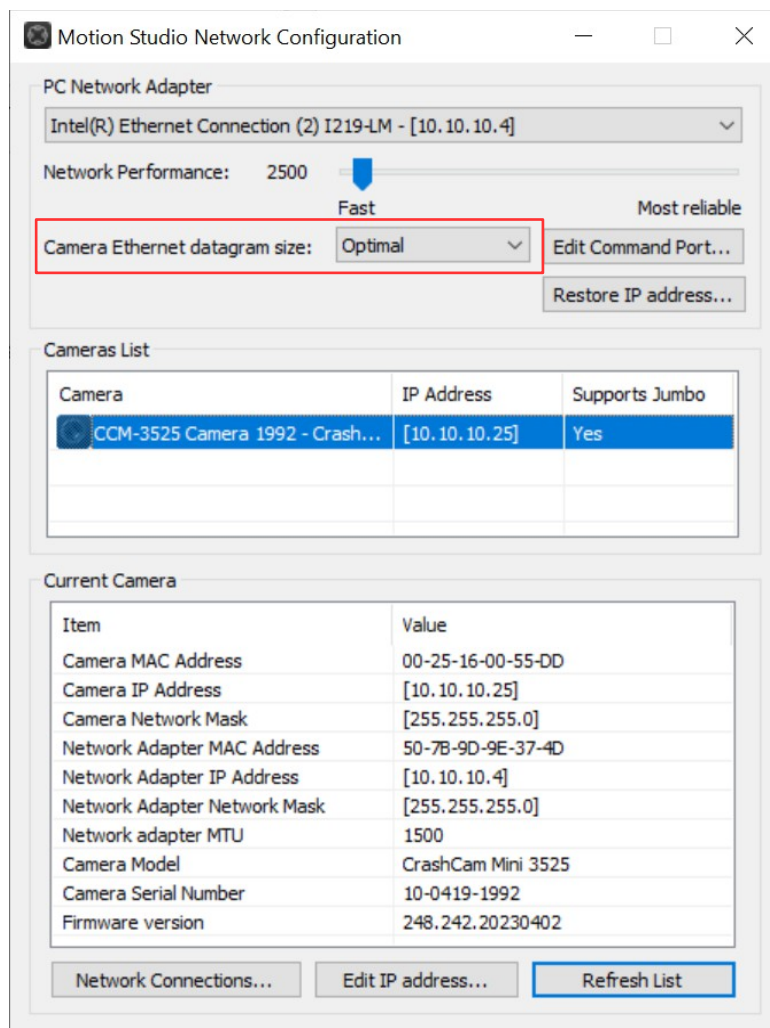 Motion Studio Network Configuration
PC Network Adapter
Intel(R) Ethernet Connection (2) I219-LM - [10.10.10.4]
Network Performance: 2500
Fast Most reliable
Camera Ethernet datagram size: Optimal Edit Command Port...
Restore IP address...
Cameras List
Camera IP Address Supports Jumbo
CCM-3525 Camera 1992 - Crash... [10.10.10.25] Yes
Current Camera
Item Value
Camera MAC Address 00-25-16-00-55-DD
Camera IP Address [10.10.10.25]
Camera Network Mask [255.255.255.0]
Network Adapter MAC Address 50-7B-9D-9E-37-4D
Network Adapter IP Address [10.10.10.4]
Network Adapter Network Mask [255.255.255.0]
Network adapter MTU 1500
Camera Model CrashCam Mini 3525
Camera Serial Number 10-0419-1992
Firmware version 248.242.20230402
Network Connections... Edit IP address... Refresh List